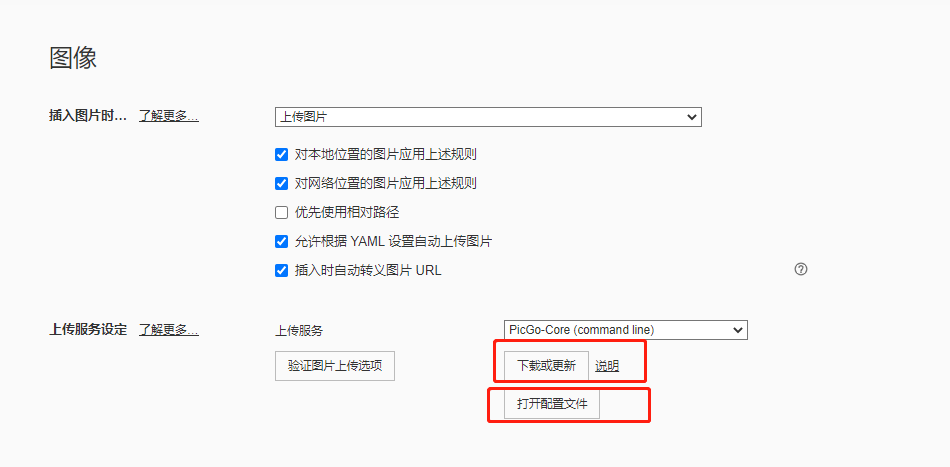 图像
插入图片时... 了解更多... 上传图片
对本地位置的图片应用上述规则
对网络位置的图片应用上述规则
优先使用相对路径
允许根据 YAML 设置自动上传图片
插入时自动转义图片 URL ?
上传服务设定 了解更多... 上传服务 PicGo-Core (command line)
验证图片上传选项 下载或更新 说明
打开配置文件